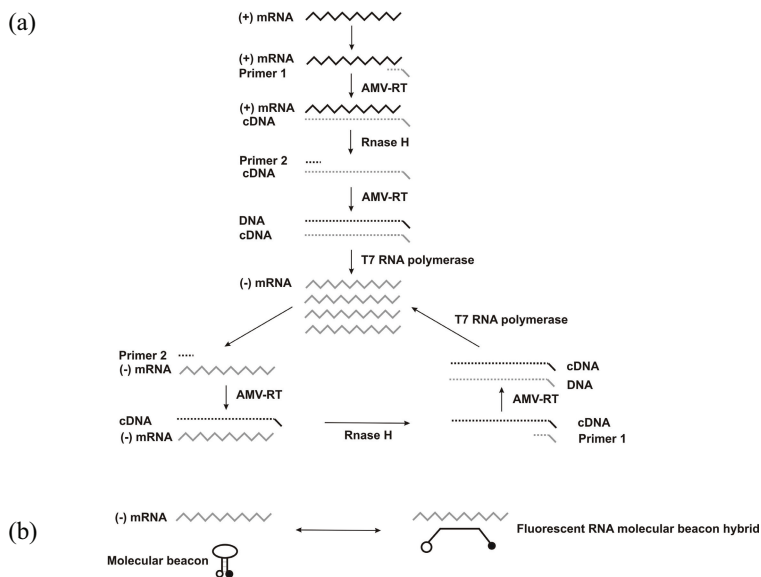 (a)
(+) mRNA
(+) mRNA
Primer 1
AMV-RT
(+) mRNA
cDNA
Rnase H
Primer 2
cDNA
AMV-RT
DNA
cDNA
T7 RNA polymerase
(-) mRNA
T7 RNA polymerase
Primer 2
(-) mRNA
AMV-RT
cDNA
(-) mRNA
Rnase H
cDNA
DNA
AMV-RT
cDNA
Primer 1
(b)
(-) mRNA
Molecular beacon
Fluorescent RNA molecular beacon hybrid